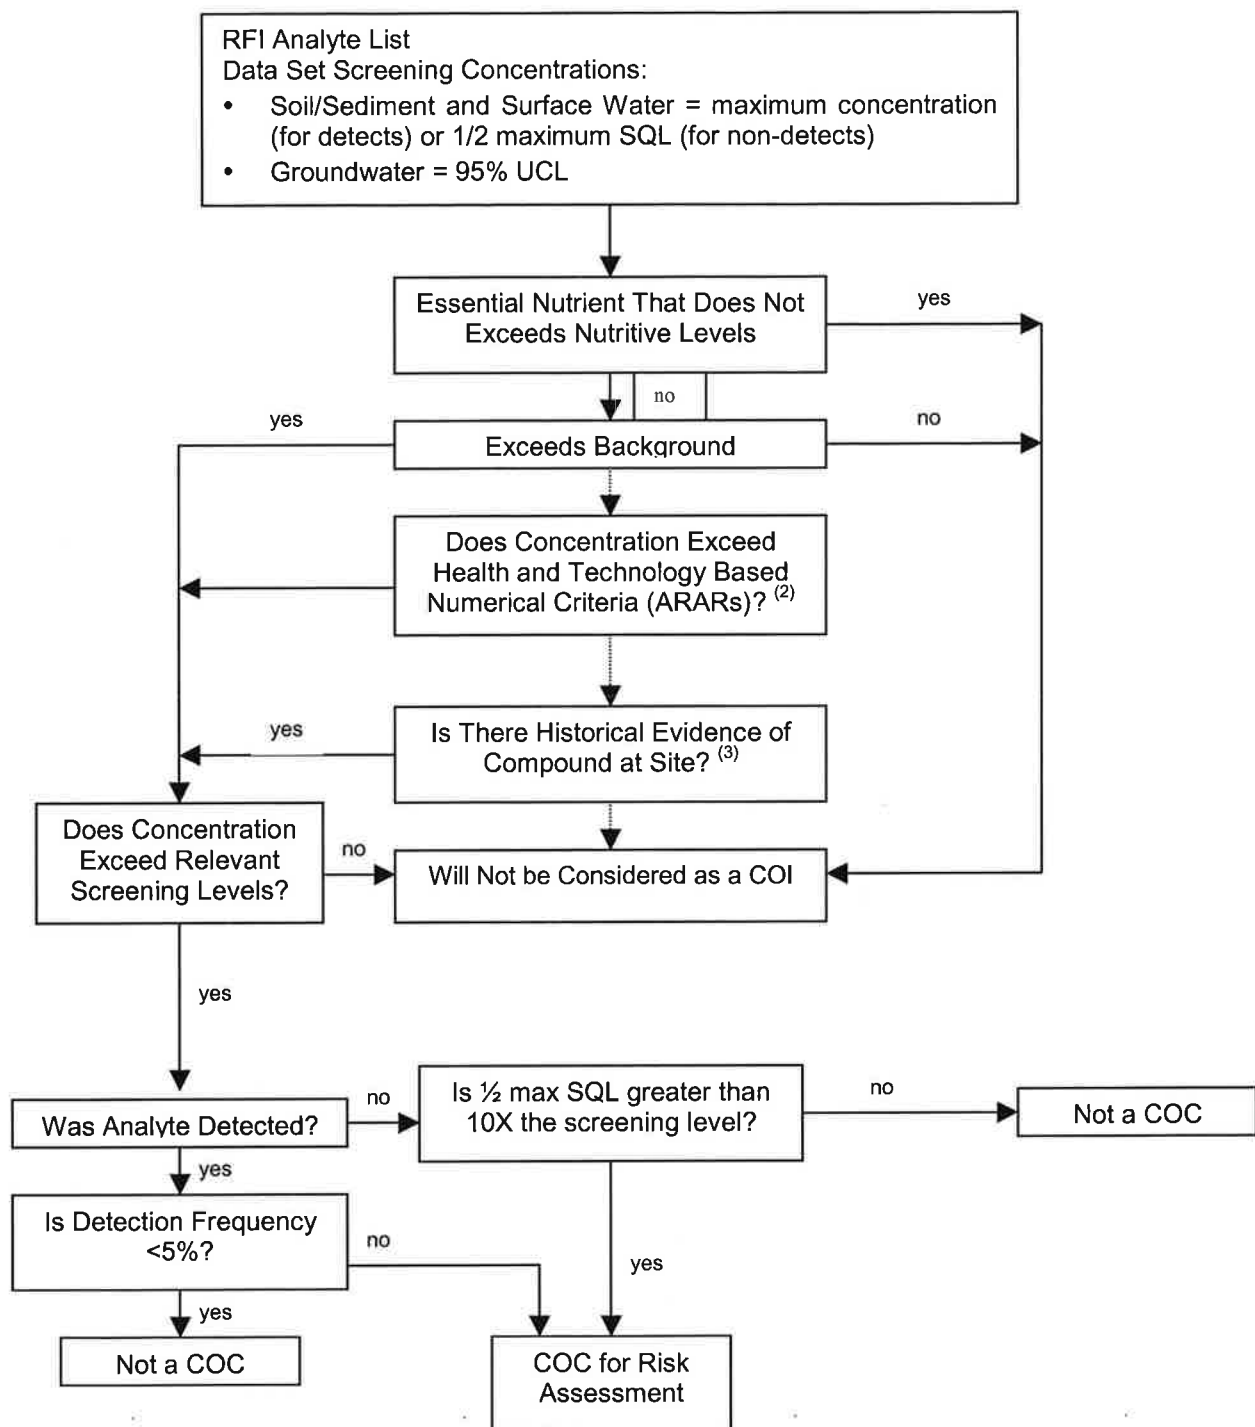 RFI Analyte List
Data Set Screening Concentrations:
• Soil/Sediment and Surface Water = maximum concentration
(for detects) or 1/2 maximum SQL (for non-detects)
• Groundwater = 95% UCL
Essential Nutrient That Does Not
Exceeds Nutritive Levels
yes
no
yes
Exceeds Background
no
Does Concentration Exceed
Health and Technology Based
Numerical Criteria (ARARs)? (2)
yes
Is There Historical Evidence of
Compound at Site? (3)
Does Concentration
Exceed Relevant
Screening Levels?
no
Will Not be Considered as a COI
yes
Was Analyte Detected?
no
Is ½ max SQL greater than
10X the screening level?
no
Not a COC
yes
Is Detection Frequency
<5%?
no
yes
yes
Not a COC
COC for Risk
Assessment